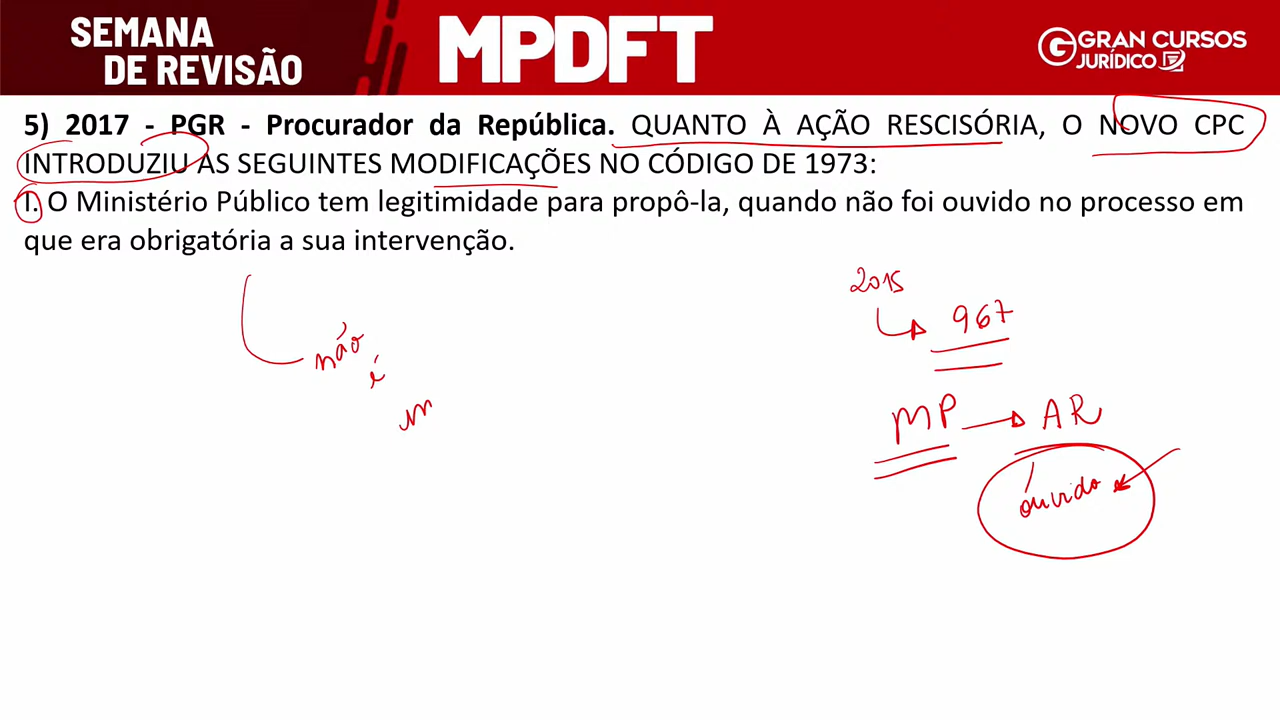 SEMANA
DE REVISÃO
MPDFT
GRAN CURSOS
JURÍDICO
5) 2017 - PGR - Procurador da República. QUANTO À AÇÃO RESCISÓRIA, O NOVO CPC
INTRODUZIU AS SEGUINTES MODIFICAÇÕES NO CÓDIGO DE 1973:
I. O Ministério Público tem legitimidade para propô-la, quando não foi ouvido no processo em
que era obrigatória a sua intervenção.
2015
967
não
é
MP AR
ouvido